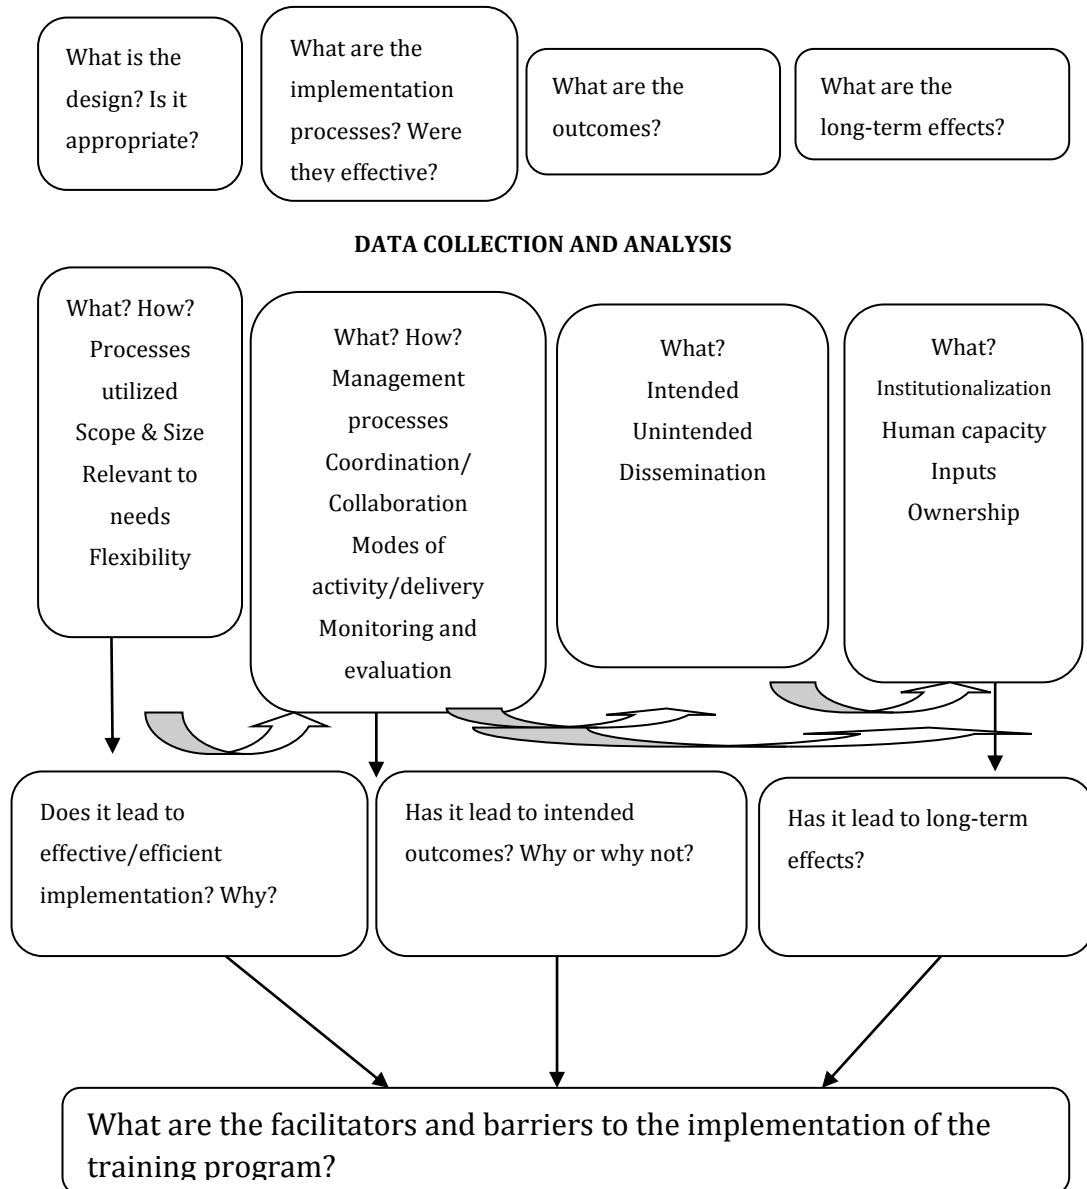 What is the
design? Is it
appropriate?
What are the
implementation
processes? Were
they effective?
What are the
outcomes?
What are the
long-term effects?
DATA COLLECTION AND ANALYSIS
What? How?
Processes
utilized
Scope & Size
Relevant to
needs
Flexibility
What? How?
Management
processes
Coordination/
Collaboration
Modes of
activity/delivery
Monitoring and
evaluation
What?
Intended
Unintended
Dissemination
What?
Institutionalization
Human capacity
Inputs
Ownership
Does it lead to
effective/efficient
implementation? Why?
Has it lead to intended
outcomes? Why or why not?
Has it lead to long-term
effects?
What are the facilitators and barriers to the implementation of the
training program?